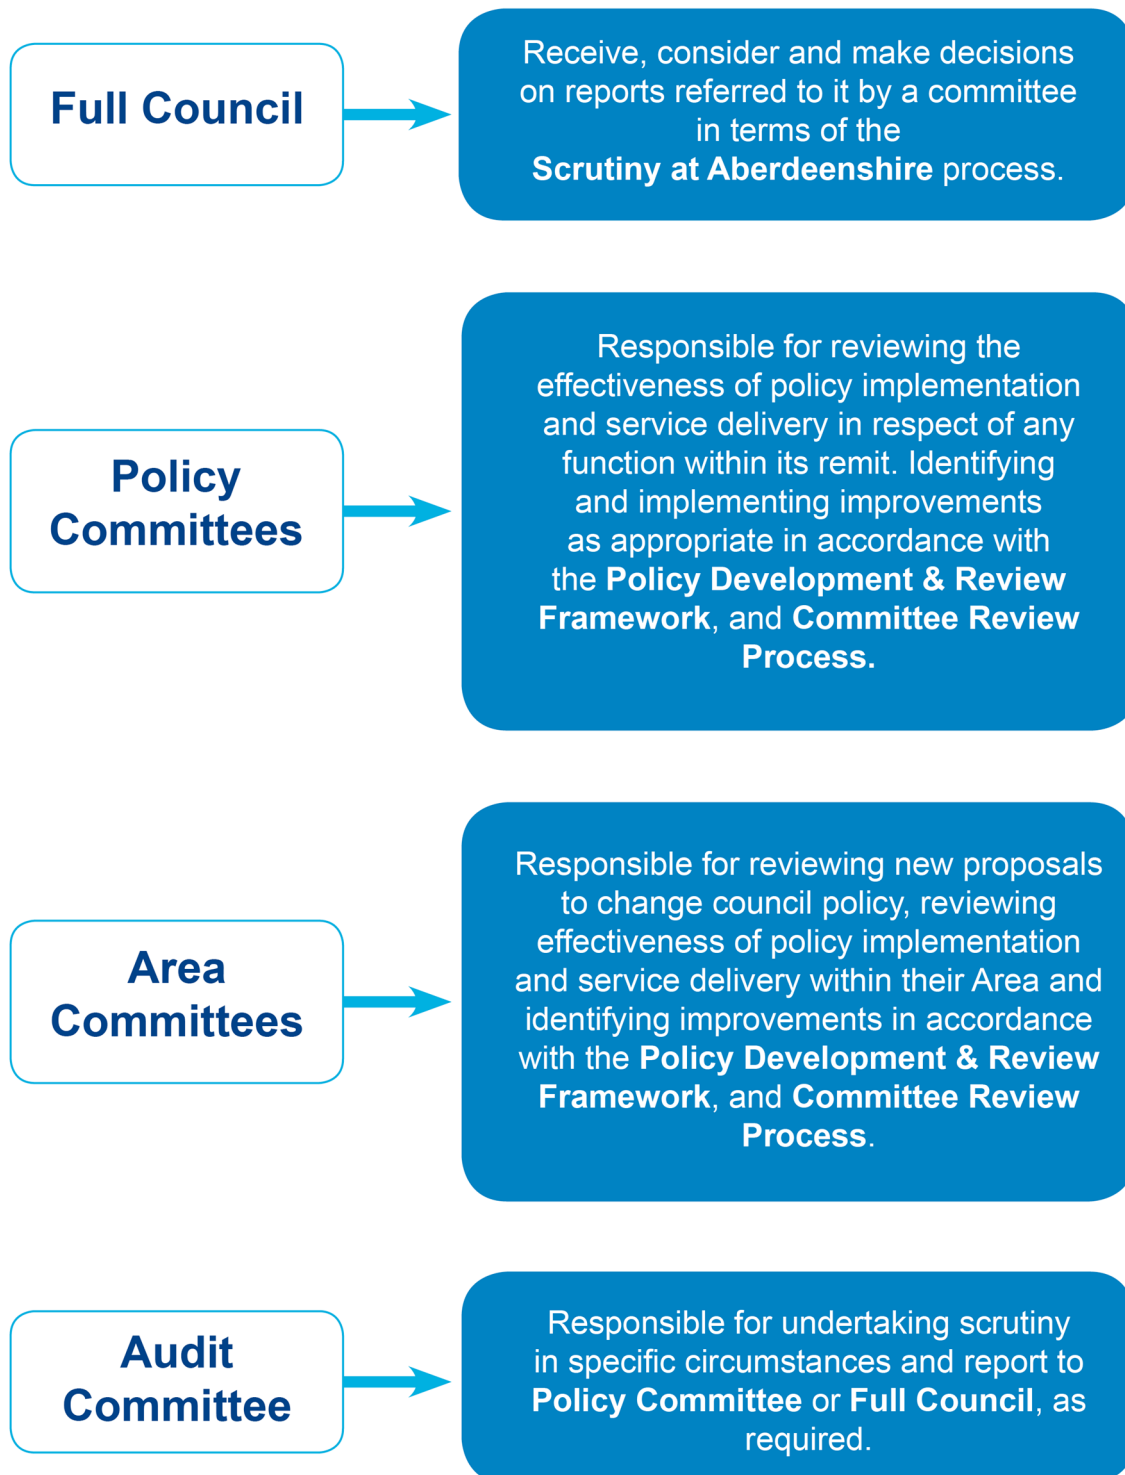 Full Council
Receive, consider and make decisions
on reports referred to it by a committee
in terms of the
Scrutiny at Aberdeenshire process.
Policy
Committees
Responsible for reviewing the
effectiveness of policy implementation
and service delivery in respect of any
function within its remit. Identifying
and implementing improvements
as appropriate in accordance with
the Policy Development & Review
Framework, and Committee Review
Process.
Area
Committees
Responsible for reviewing new proposals
to change council policy, reviewing
effectiveness of policy implementation
and service delivery within their Area and
identifying improvements in accordance
with the Policy Development & Review
Framework, and Committee Review
Process.
Audit
Committee
Responsible for undertaking scrutiny
in specific circumstances and report to
Policy Committee or Full Council, as
required.